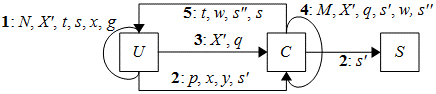 5: t, w, s″, s
4: M, X′, q, s′, w, s″
1: N, X′, t, s, x, g
3: X′, q
U
C
S
2: s′
2: p, x, y, s′